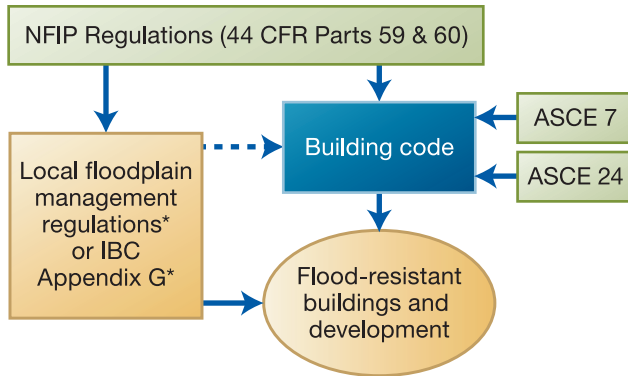 NFIP Regulations (44 CFR Parts 59 & 60)
Local floodplain
management
regulations*
or IBC
Appendix G*
Building code
ASCE 7
ASCE 24
Flood-resistant
buildings and
development